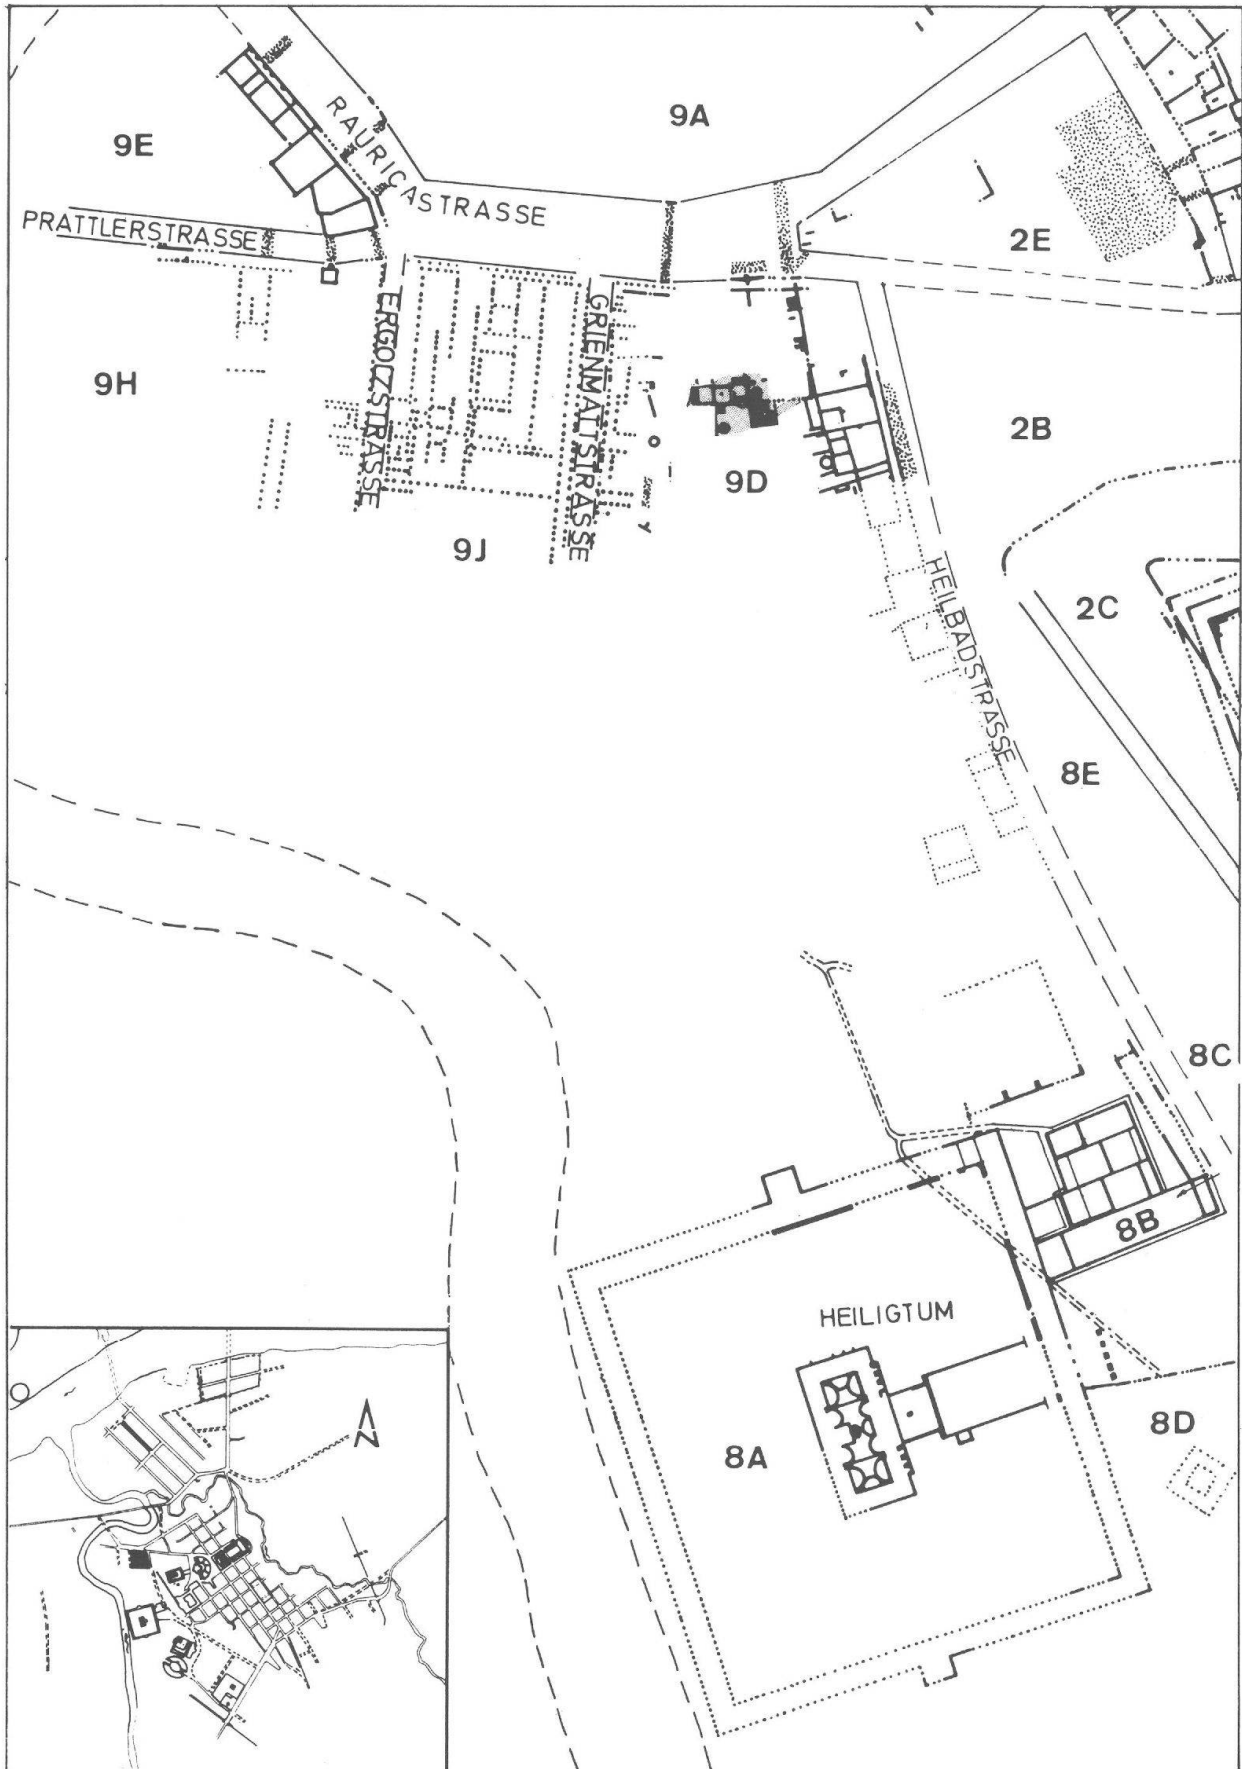 9A
9E
RAURICASTRASSE
PRATTLERSTRASSE
2E
ERGOLZSTRASSE
GRIENMATTSTRASSE
9H
2B
9D
9J
HEILBADSTRASSE
2C
8E
8C
8B
HEILIGTUM
8A
8D
N